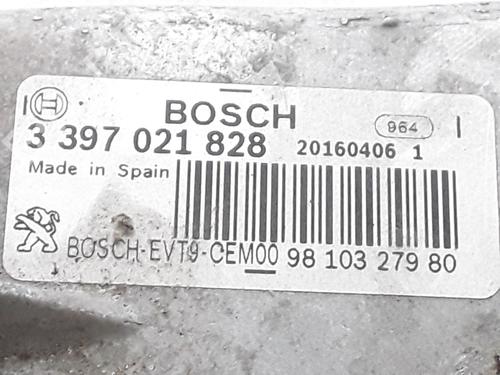 BOSCH
964
3 397 021 828 20160406 1
Made in Spain
BOSCH-EVT9-CEM00 98 103 279 80